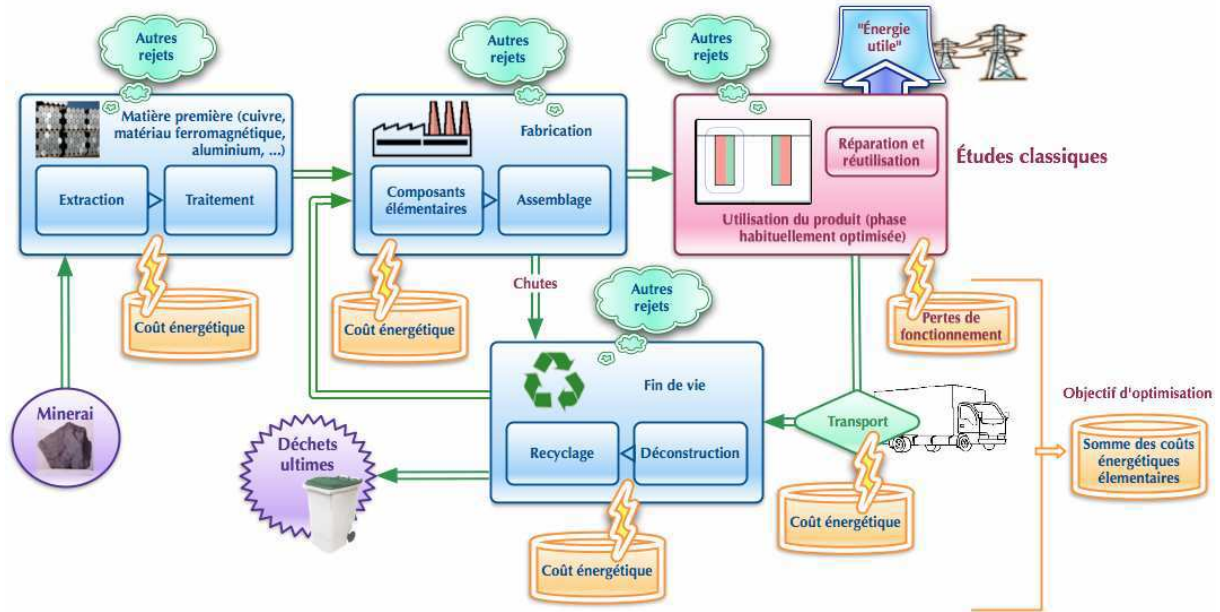 Autres
rejets
Autres
rejets
Autres
rejets
"Énergie
utile"
Matière première (cuivre,
matériau ferromagnétique,
aluminium, ...)
Extraction
Traitement
Fabrication
Composants
élémentaires
Assemblage
Réparation et
réutilisation
Utilisation du produit (phase
habituellement optimisée)
Études classiques
Coût énergétique
Coût énergétique
Chutes
Autres
rejets
Pertes de
fonctionnement
Minerai
Fin de vie
Recyclage
Déconstruction
Transport
Objectif d'optimisation
Somme des coûts
énergétiques
élementaires
Déchets
ultimes
Coût énergétique
Coût énergétique